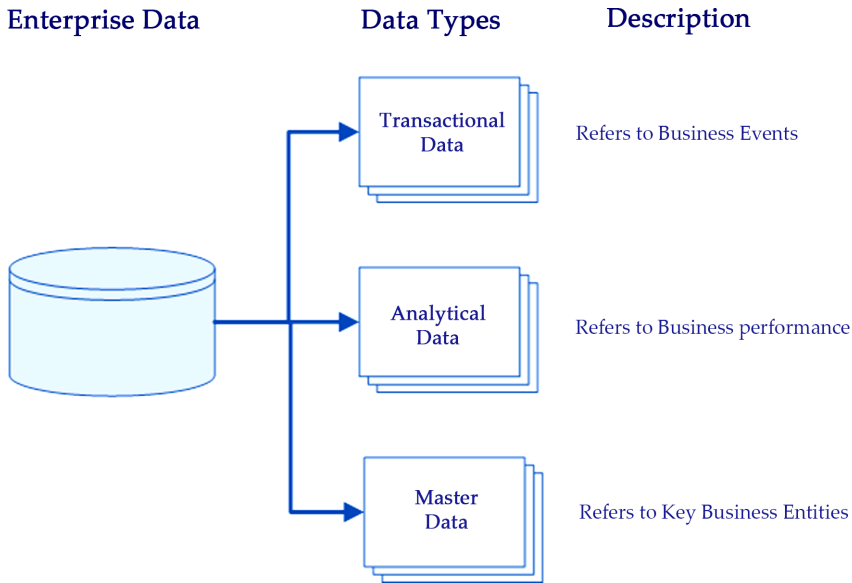 Enterprise Data
Data Types
Description
Transactional
Data
Refers to Business Events
Analytical
Data
Refers to Business performance
Master
Data
Refers to Key Business Entities